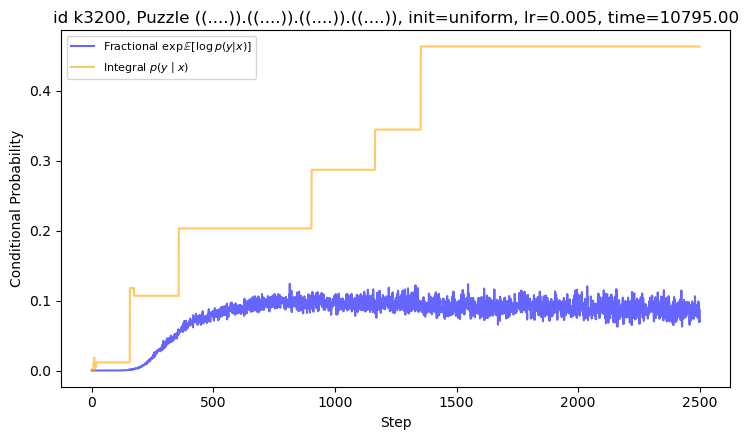 id k3200, Puzzle ((....)).((....)).((....)).((....)), init=uniform, lr=0.005, time=10795.00
Fractional exp𝔼[log p(y|x)]
Integral p(y | x)
Conditional Probability
0.4
0.3
0.2
0.1
0.0
0 500 1000 1500 2000 2500
Step